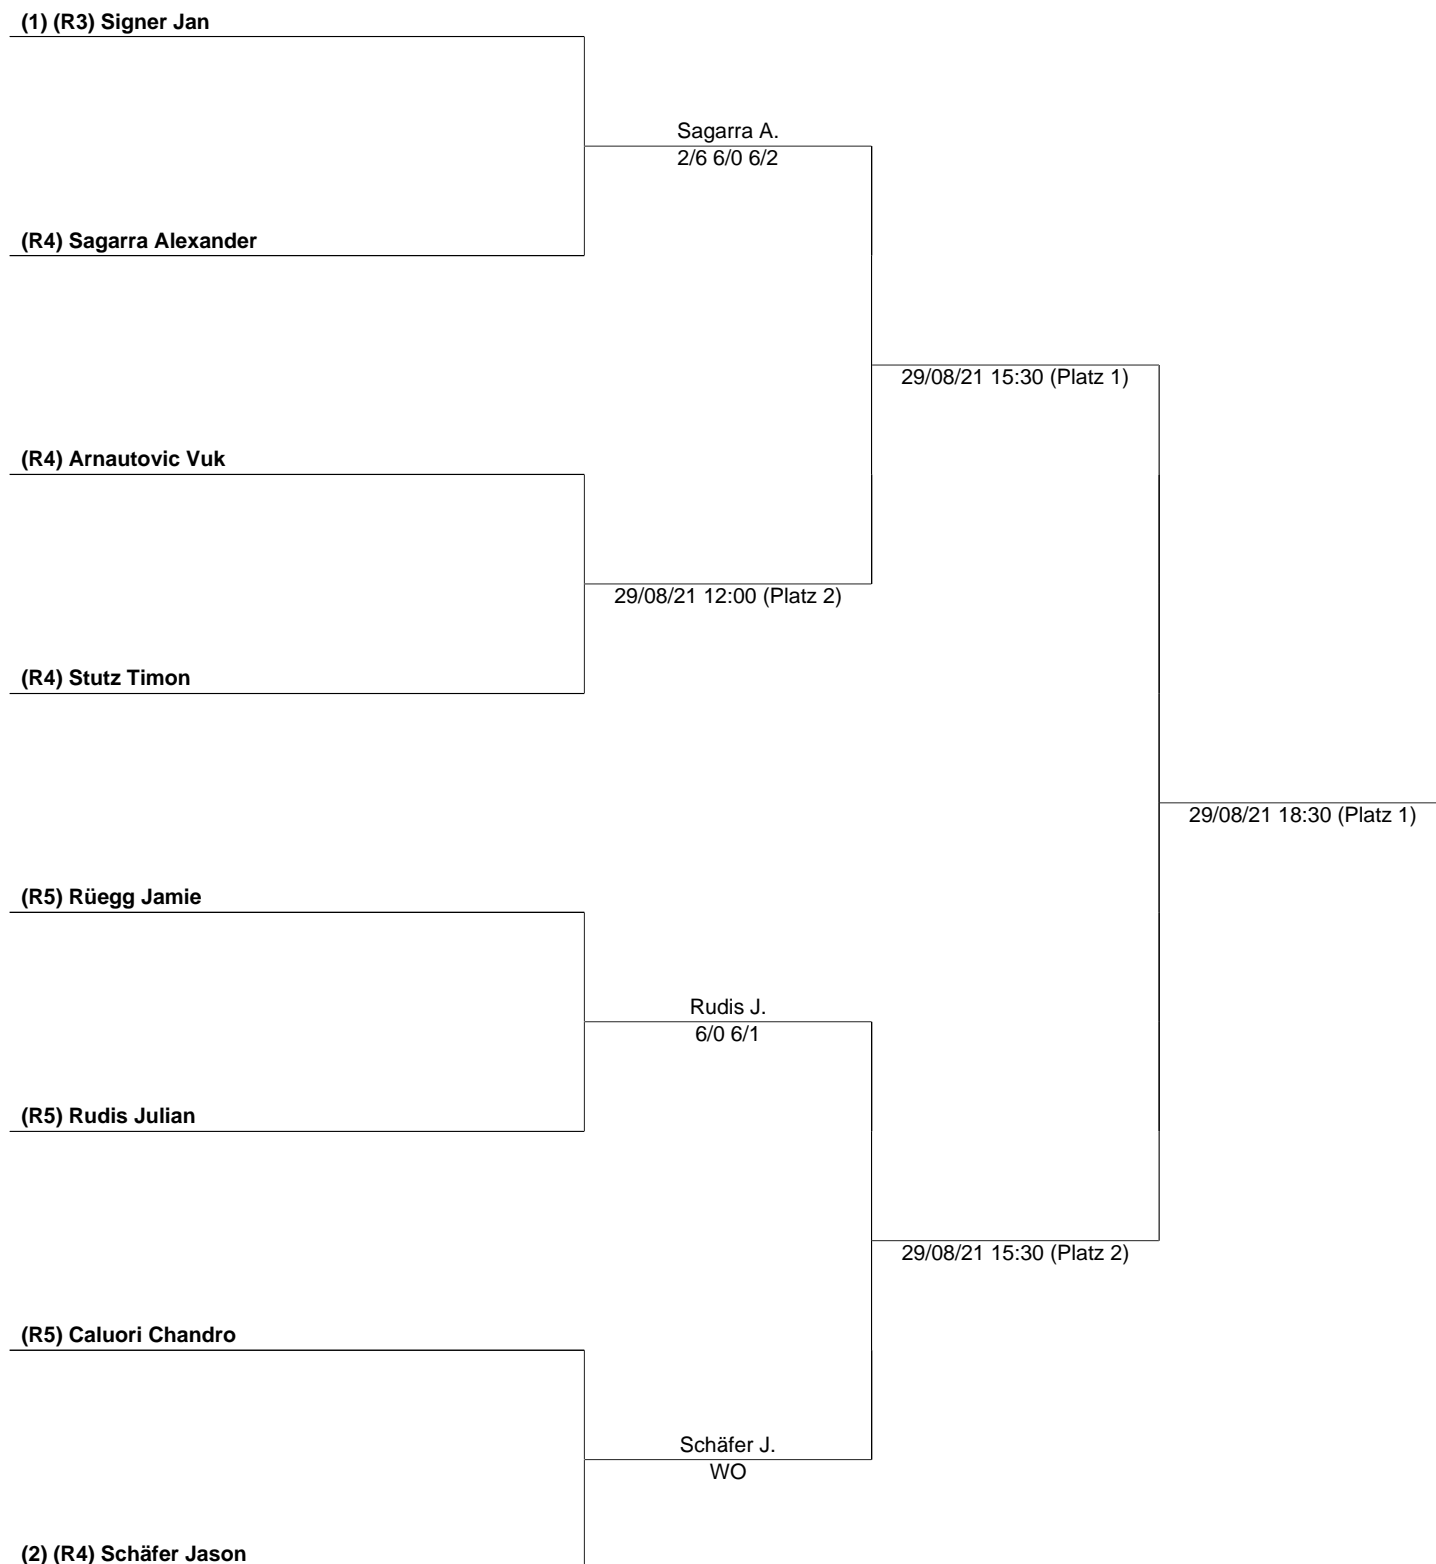 (1) (R3) Signer Jan
Sagarra A.
2/6 6/0 6/2
(R4) Sagarra Alexander
29/08/21 15:30 (Platz 1)
(R4) Arnautovic Vuk
29/08/21 12:00 (Platz 2)
(R4) Stutz Timon
29/08/21 18:30 (Platz 1)
(R5) Rüegg Jamie
Rudis J.
6/0 6/1
(R5) Rudis Julian
29/08/21 15:30 (Platz 2)
(R5) Caluori Chandro
Schäfer J.
WO
(2) (R4) Schäfer Jason